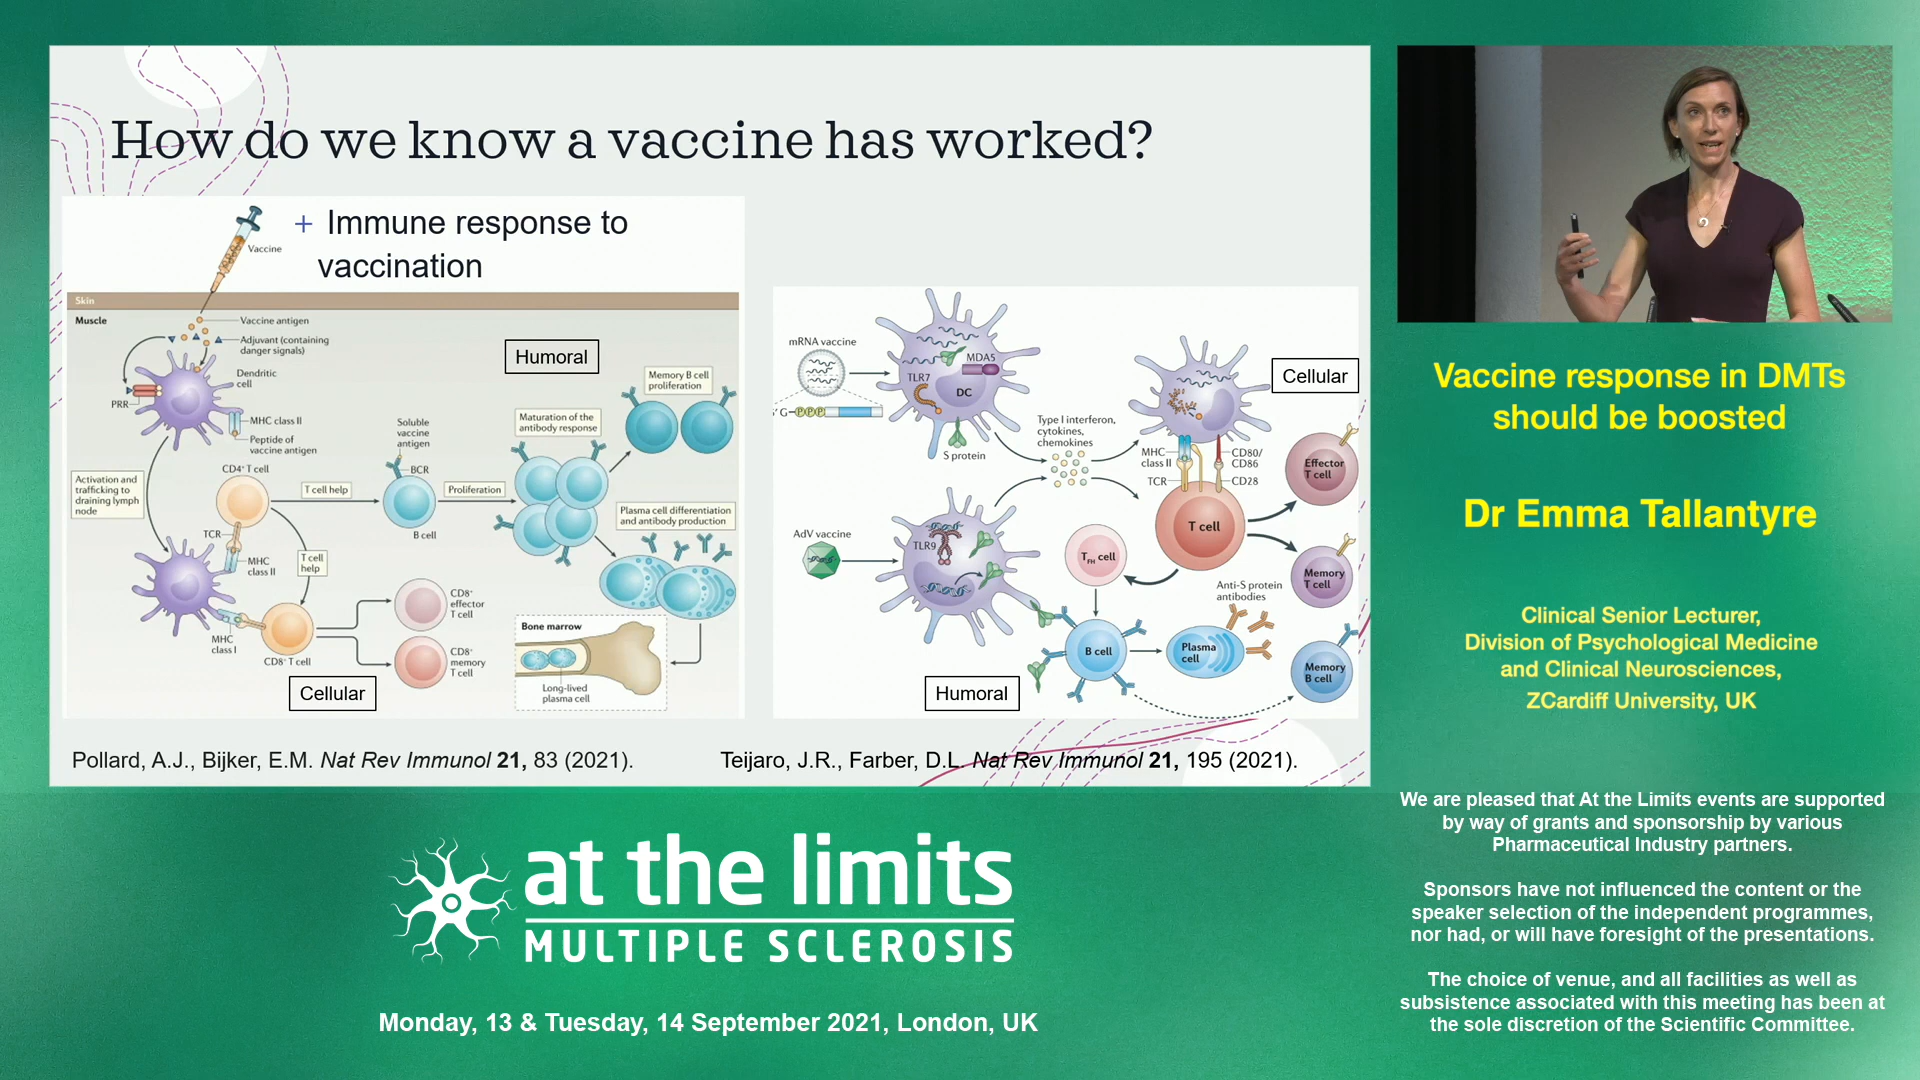 How do we know a vaccine has worked?
+ Immune response to
vaccination
Vaccine
Skin
Muscle
Vaccine antigen
Adjuvant (containing
danger signals)
Dendritic
cell
PRR
MHC class II
Peptide of
vaccine antigen
Activation and
trafficking to
draining lymph
node
CD4⁺ T cell
TCR
MHC
class II
T cell help
T cell
help
MHC
class I
CD8⁺ T cell
CD8⁺
effector
T cell
CD8⁺
memory
T cell
Cellular
Soluble
vaccine
antigen
BCR
B cell
Proliferation
Humoral
Maturation of the
antibody response
Memory B cell
proliferation
Plasma cell differentiation
and antibody production
Bone marrow
Long-lived
plasma cell
mRNA vaccine
′ G
P P P
TLR7
MDA5
DC
S protein
AdV vaccine
TLR9
Type I interferon,
cytokines,
chemokines
Cellular
MHC
class II
TCR
CD80/
CD86
CD28
T cell
Effector
T cell
Memory
T cell
TFH cell
Anti-S protein
antibodies
B cell
Plasma
cell
Memory
B cell
Humoral
Pollard, A.J., Bijker, E.M. Nat Rev Immunol 21, 83 (2021).
Teijaro, J.R., Farber, D.L. Nat Rev Immunol 21, 195 (2021).
Vaccine response in DMTs
should be boosted
Dr Emma Tallantyre
Clinical Senior Lecturer,
Division of Psychological Medicine
and Clinical Neurosciences,
ZCardiff University, UK
We are pleased that At the Limits events are supported
by way of grants and sponsorship by various
Pharmaceutical Industry partners.
Sponsors have not influenced the content or the
speaker selection of the independent programmes,
nor had, or will have foresight of the presentations.
The choice of venue, and all facilities as well as
subsistence associated with this meeting has been at
the sole discretion of the Scientific Committee.
at the limits
MULTIPLE SCLEROSIS
Monday, 13 & Tuesday, 14 September 2021, London, UK